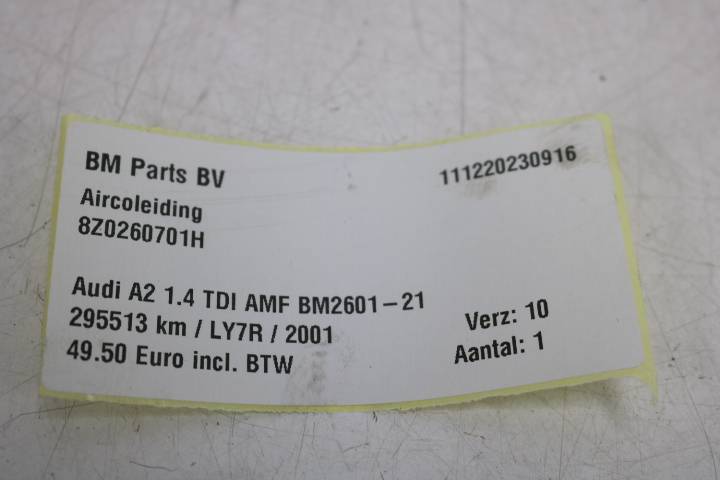 BM Parts BV
111220230916
Aircoleiding
8Z0260701H
Audi A2 1.4 TDI AMF BM2601-21
295513 km / LY7R / 2001
Verz: 10
49.50 Euro incl. BTW
Aantal: 1